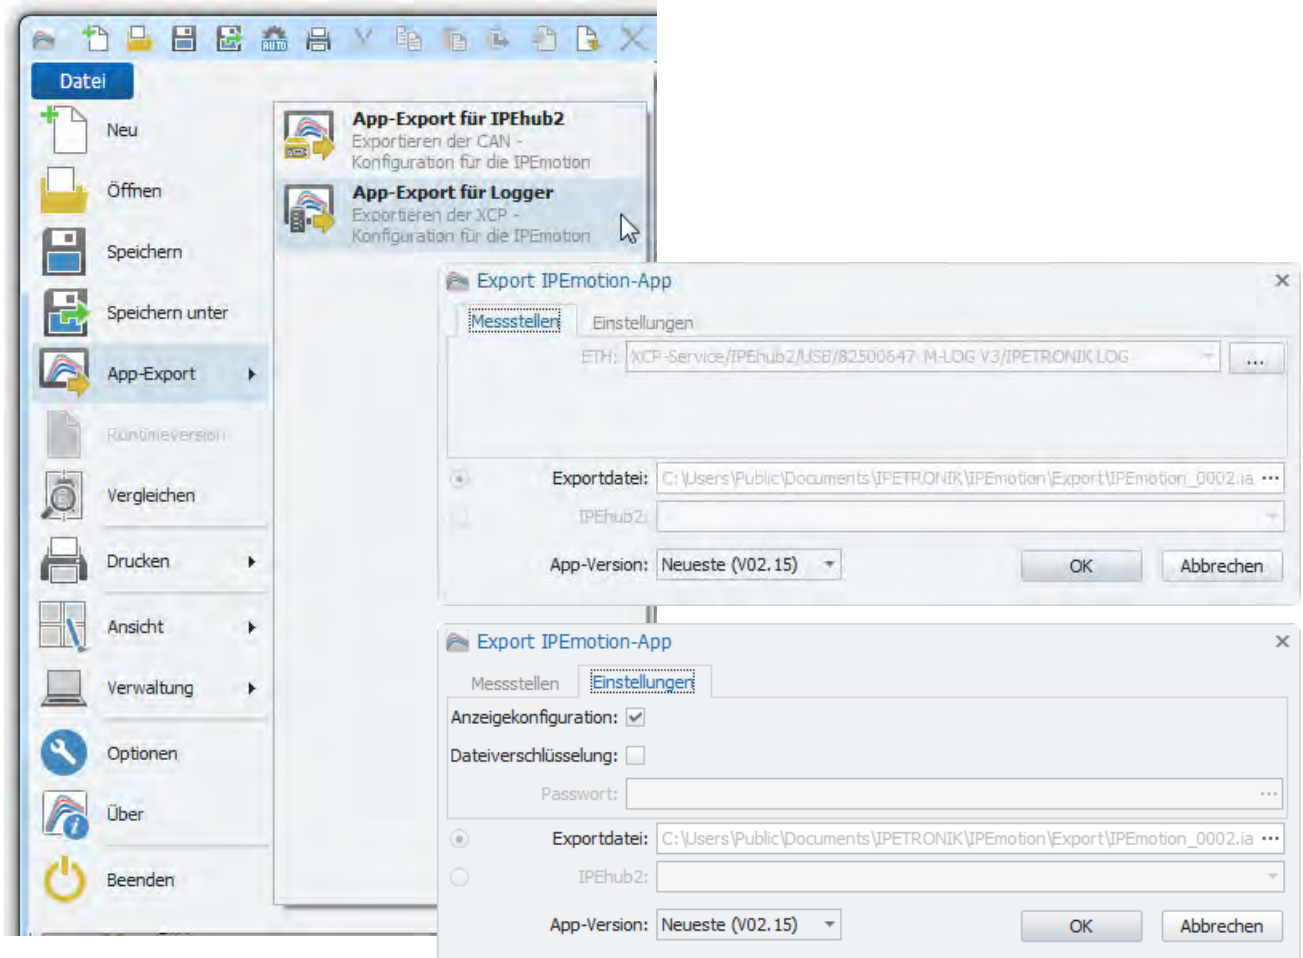 AUTO
Datei
Neu
Öffnen
Speichern
Speichern unter
App-Export
Runtimeversion
Vergleichen
Drucken
Ansicht
Verwaltung
Optionen
Über
Beenden
App-Export für IPEhub2
Exportieren der CAN -
Konfiguration für die IPEmotion
App-Export für Logger
Exportieren der XCP -
Konfiguration für die IPEmotion
Export IPEmotion-App
Messstellen Einstellungen
ETH: XCP-Service/IPEhub2/USB/82500647 M-LOG V3/IPETRONIK LOG ...
Exportdatei: C:\Users\Public\Documents\IPETRONIK\IPEmotion\Export\IPEmotion_0002.ia ...
IPEhub2:
App-Version: Neueste (V02.15) OK Abbrechen
Export IPEmotion-App
Messstellen Einstellungen
Anzeigekonfiguration:
Dateiverschlüsselung:
Passwort: ...
Exportdatei: C:\Users\Public\Documents\IPETRONIK\IPEmotion\Export\IPEmotion_0002.ia ...
IPEhub2:
App-Version: Neueste (V02.15) OK Abbrechen